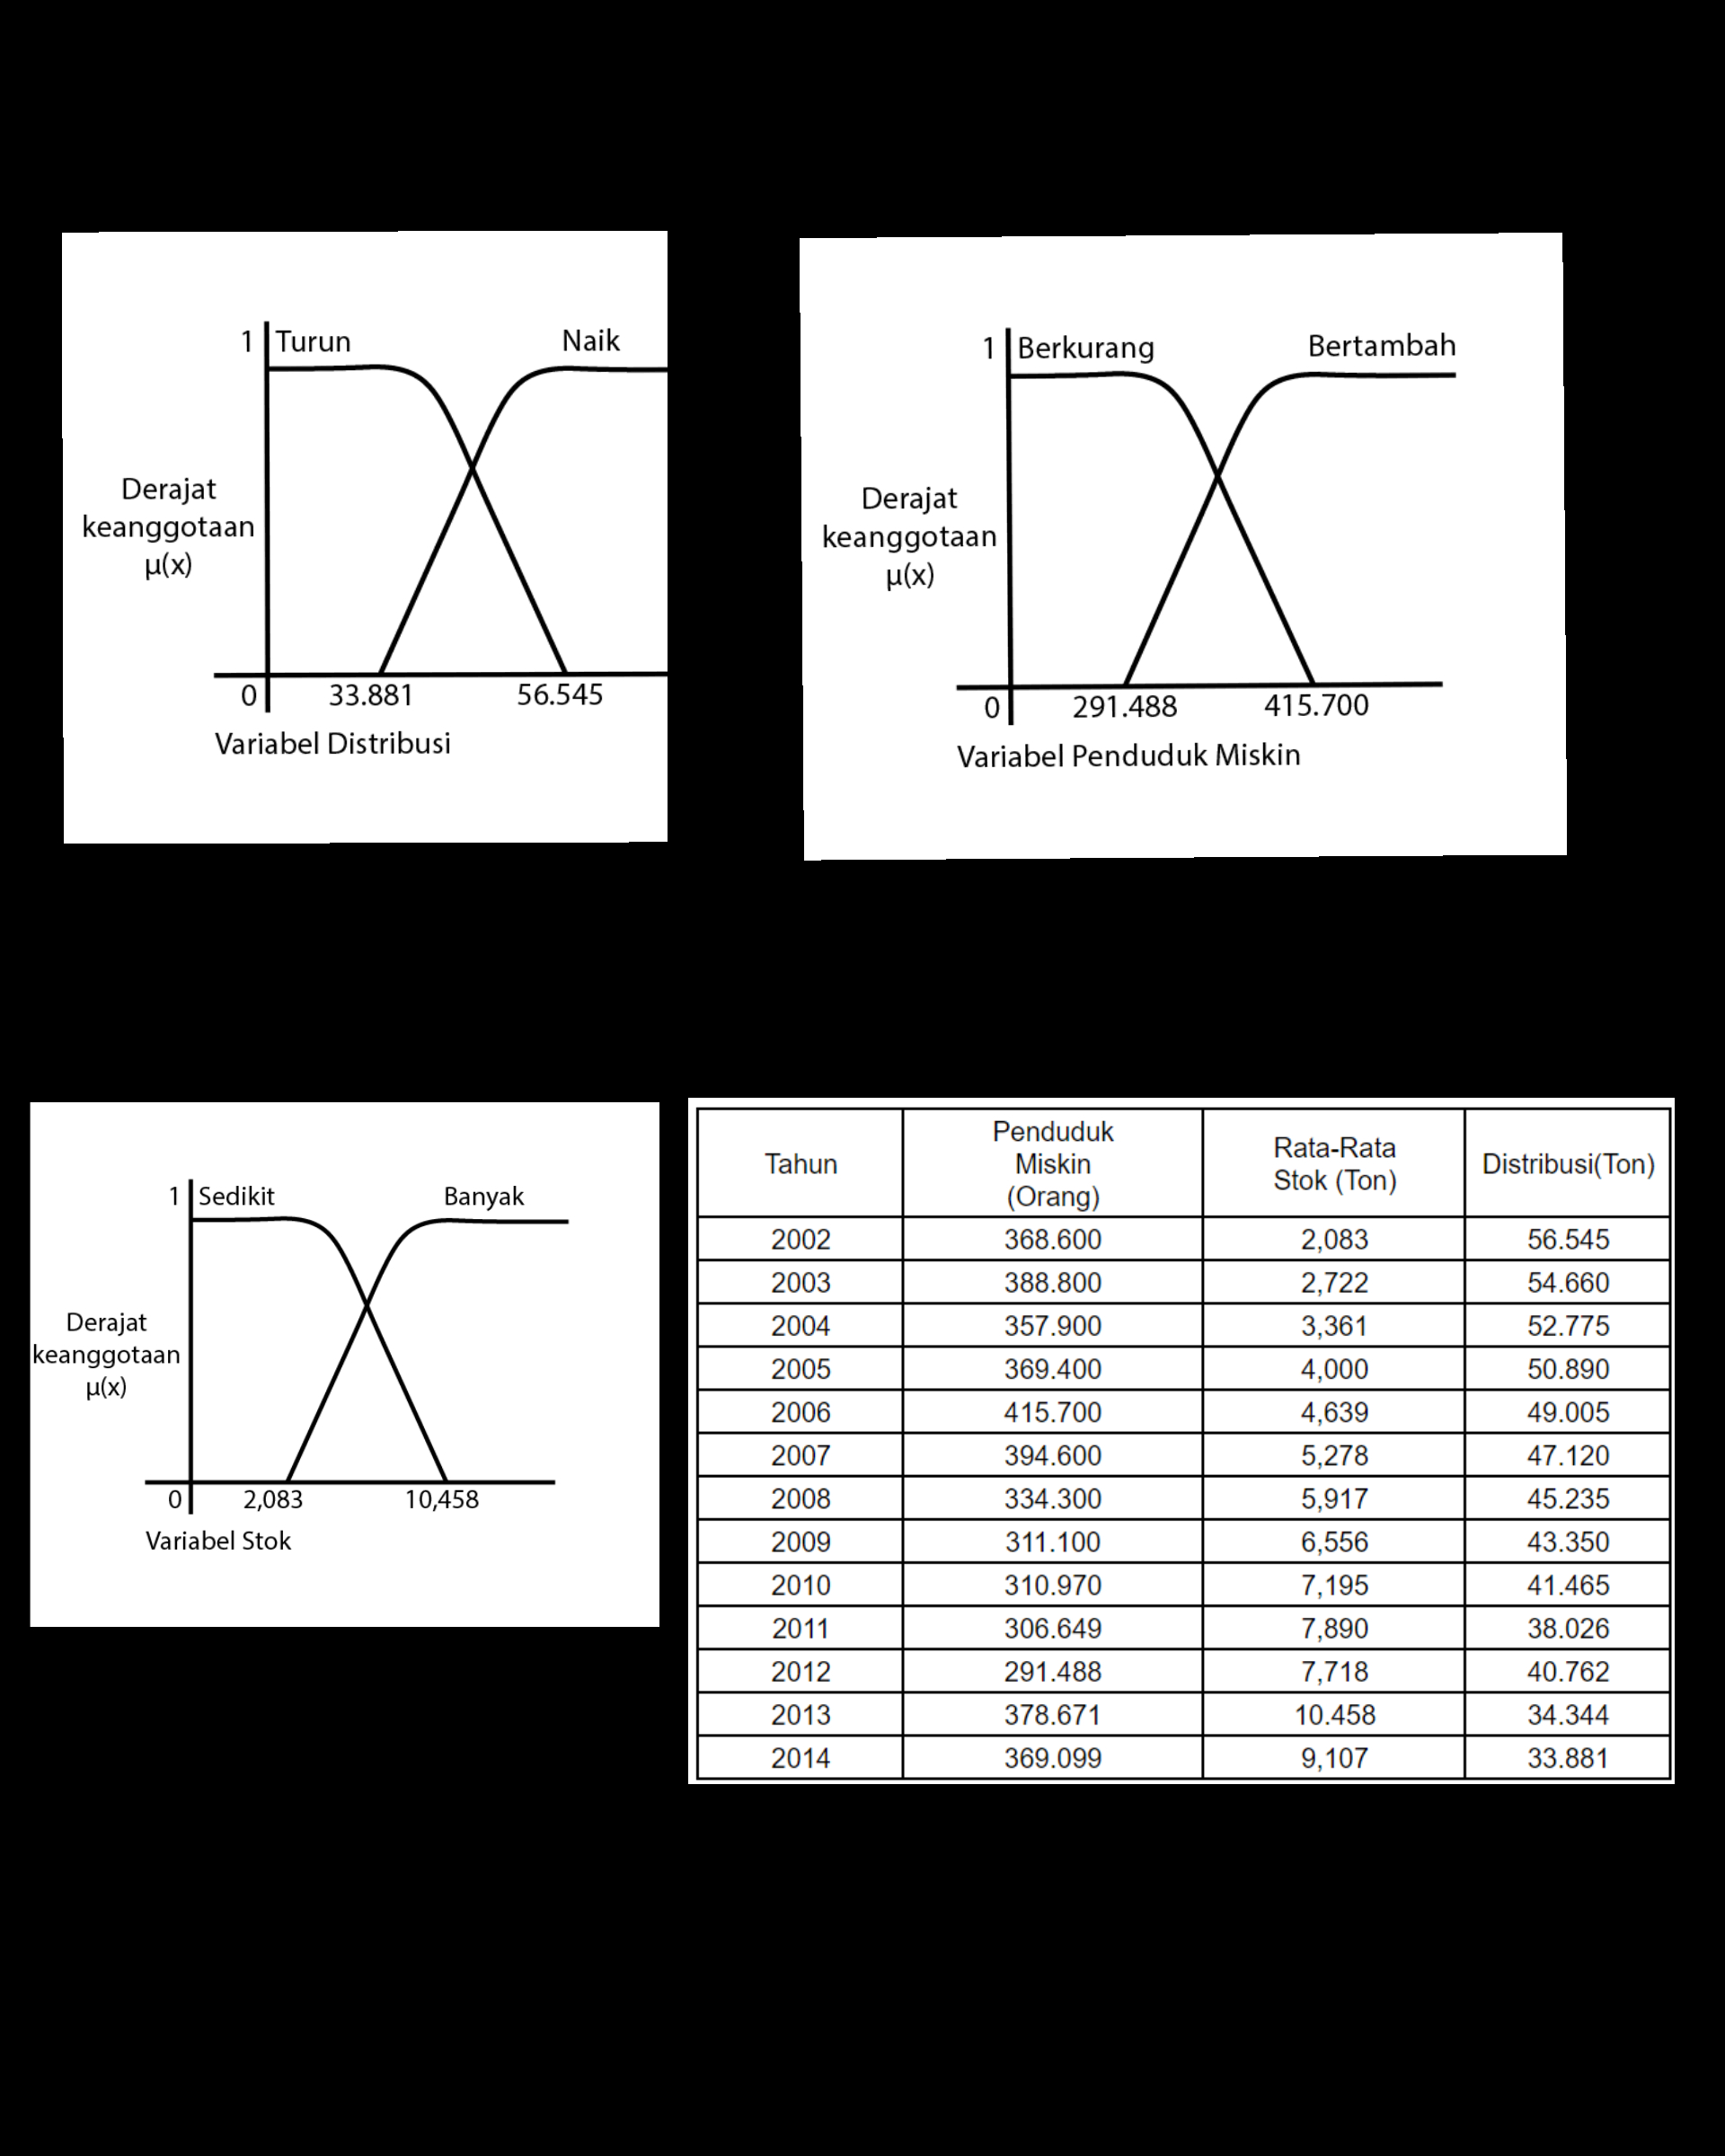 1 Turun Naik
Derajat
keanggotaan
µ(x)
0 33.881 56.545
Variabel Distribusi
1 Berkurang Bertambah
Derajat
keanggotaan
µ(x)
0 291.488 415.700
Variabel Penduduk Miskin
1 Sedikit Banyak
Derajat
keanggotaan
µ(x)
0 2,083 10,458
Variabel Stok
Tahun Penduduk Miskin (Orang) Rata-Rata Stok (Ton) Distribusi(Ton)
2002 368.600 2,083 56.545
2003 388.800 2,722 54.660
2004 357.900 3,361 52.775
2005 369.400 4,000 50.890
2006 415.700 4,639 49.005
2007 394.600 5,278 47.120
2008 334.300 5,917 45.235
2009 311.100 6,556 43.350
2010 310.970 7,195 41.465
2011 306.649 7,890 38.026
2012 291.488 7,718 40.762
2013 378.671 10.458 34.344
2014 369.099 9,107 33.881